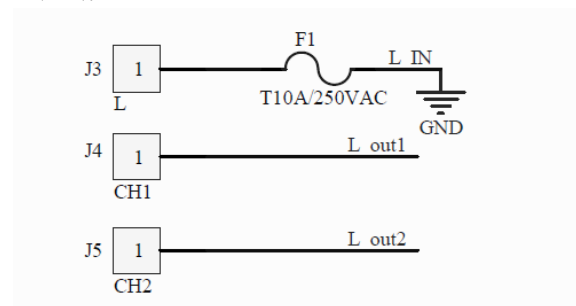 F1
J3 1 L IN
L T10A/250VAC
GND
J4 1 L out1
CH1
J5 1 L out2
CH2